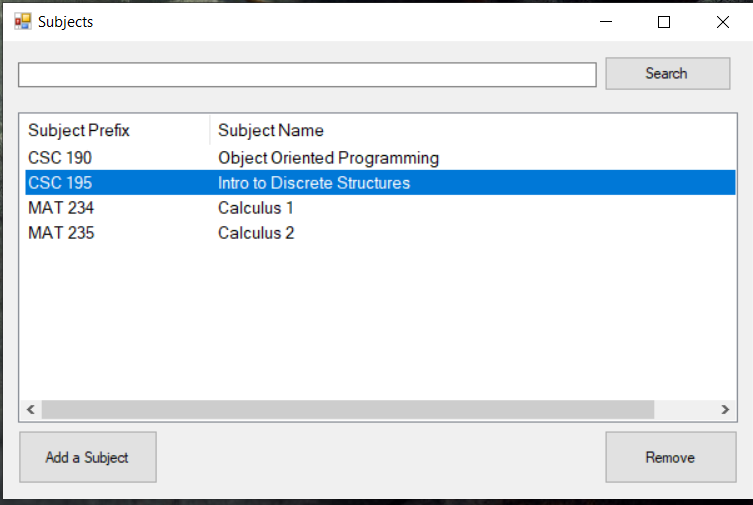 Subjects
Search
Subject Prefix Subject Name
CSC 190 Object Oriented Programming
CSC 195 Intro to Discrete Structures
MAT 234 Calculus 1
MAT 235 Calculus 2
Add a Subject Remove